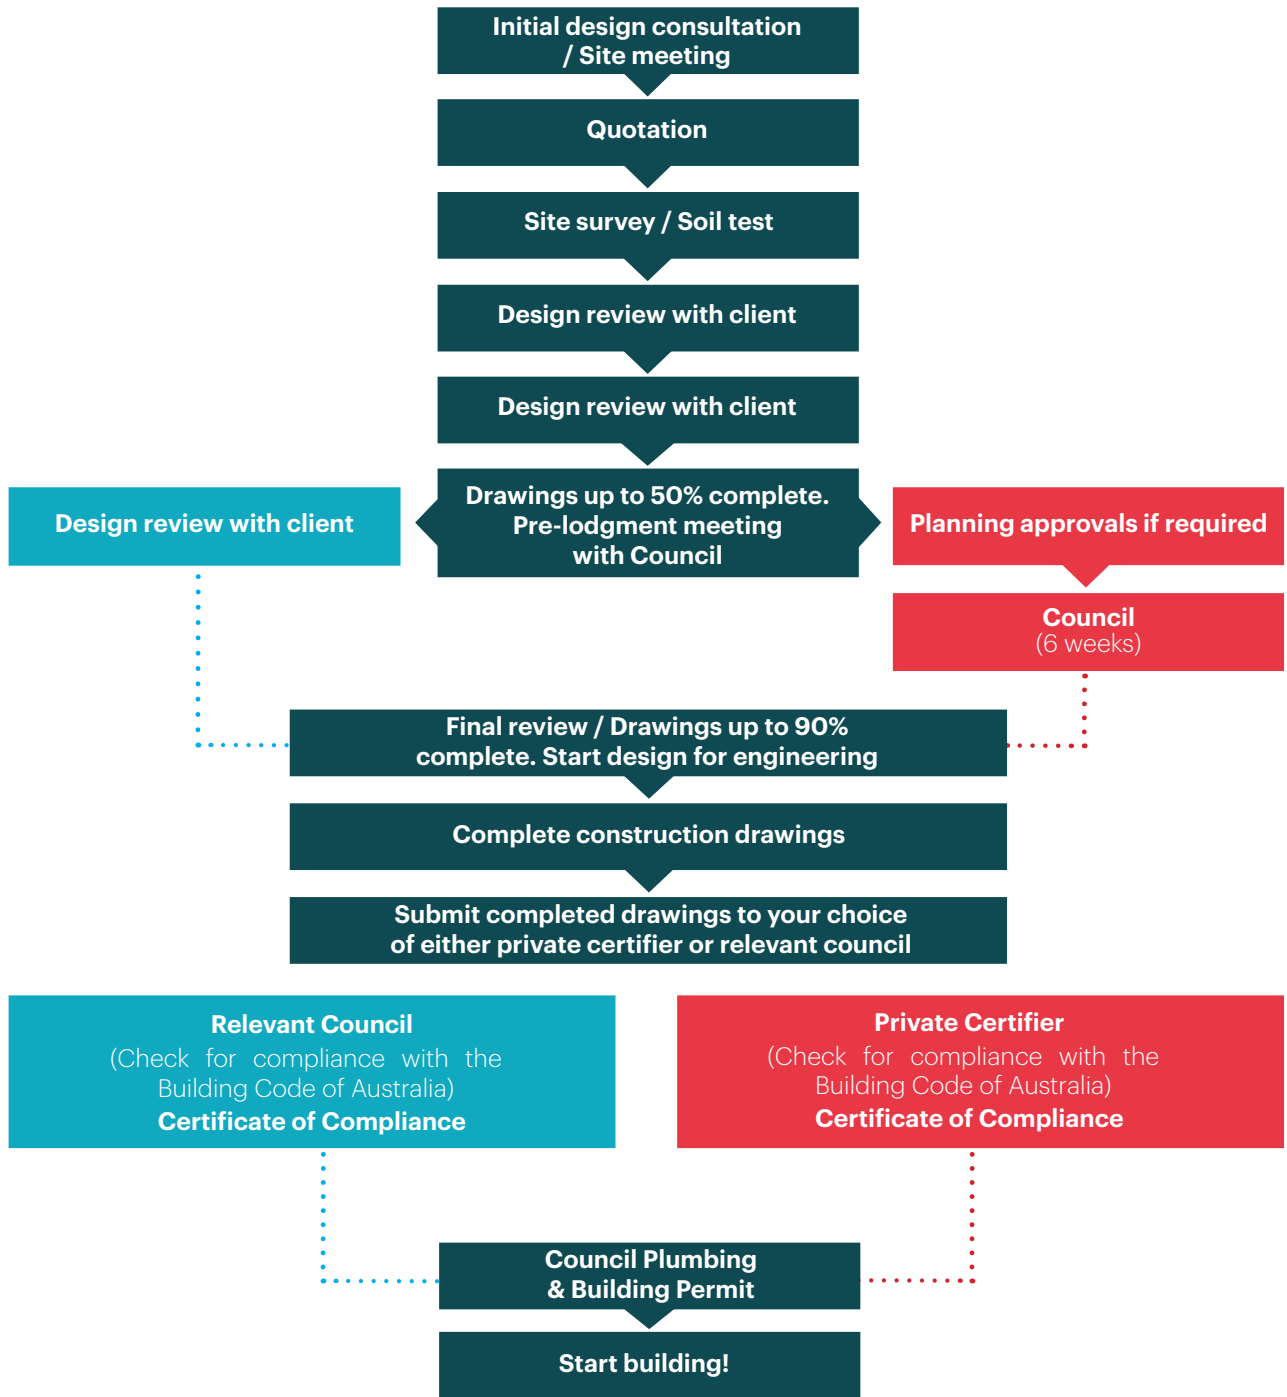 Initial design consultation
/ Site meeting
Quotation
Site survey / Soil test
Design review with client
Design review with client
Drawings up to 50% complete.
Pre-lodgment meeting
with Council
Design review with client
Planning approvals if required
Council
(6 weeks)
Final review / Drawings up to 90%
complete. Start design for engineering
Complete construction drawings
Submit completed drawings to your choice
of either private certifier or relevant council
Relevant Council
(Check for compliance with the
Building Code of Australia)
Certificate of Compliance
Private Certifier
(Check for compliance with the
Building Code of Australia)
Certificate of Compliance
Council Plumbing
& Building Permit
Start building!